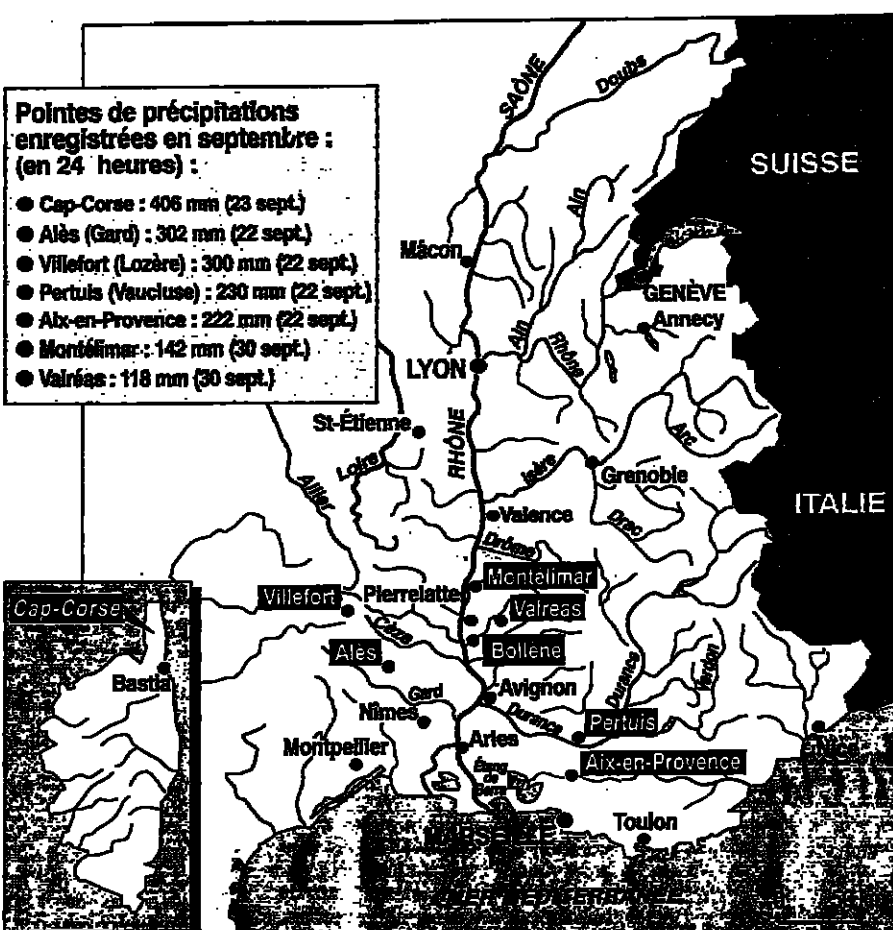 Pointes de précipitations
enregistrées en septembre :
(en 24 heures) :
● Cap-Corse : 406 mm (23 sept.)
● Alès (Gard) : 302 mm (22 sept.)
● Villefort (Lozère) : 300 mm (22 sept.)
● Pertuis (Vaucluse) : 230 mm (22 sept.)
● Aix-en-Provence : 222 mm (22 sept.)
● Montélimar : 142 mm (30 sept.)
● Valréas : 118 mm (30 sept.)
SAÔNE
Doubs
SUISSE
Ain
Mâcon
GENÈVE
Annecy
Ain
Rhône
LYON
St-Étienne
RHÔNE
Arc
Loire
Isère
Grenoble
Allier
ITALIE
Valence
Drac
Drôme
Montélimar
Villefort
Pierrelatte
Valréas
Cap-Corse
Cèze
Bollène
Alès
Bastia
Durance
Verdon
Gard
Avignon
Nîmes
Durance
Pertuis
Nice
Montpellier
Arles
Aix-en-Provence
Étang
de
Berre
MARSEILLE
Toulon
MER MÉDITERRANÉE